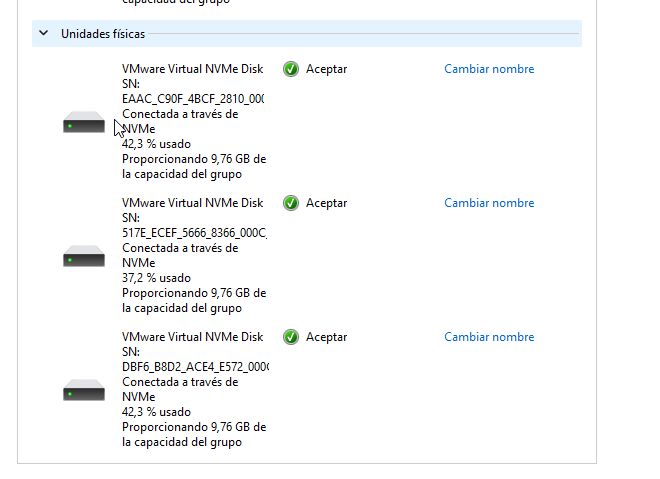 capacidad del grupo
Unidades físicas
VMware Virtual NVMe Disk
Aceptar
Cambiar nombre
SN:
EAAC_C90F_4BCF_2810_000
Conectada a través de
NVMe
42,3 % usado
Proporcionando 9,76 GB de
la capacidad del grupo
VMware Virtual NVMe Disk
Aceptar
Cambiar nombre
SN:
517E_ECEF_5666_8366_000C_
Conectada a través de
NVMe
37,2 % usado
Proporcionando 9,76 GB de
la capacidad del grupo
VMware Virtual NVMe Disk
Aceptar
Cambiar nombre
SN:
DBF6_B8D2_ACE4_E572_000
Conectada a través de
NVMe
42,3 % usado
Proporcionando 9,76 GB de
la capacidad del grupo